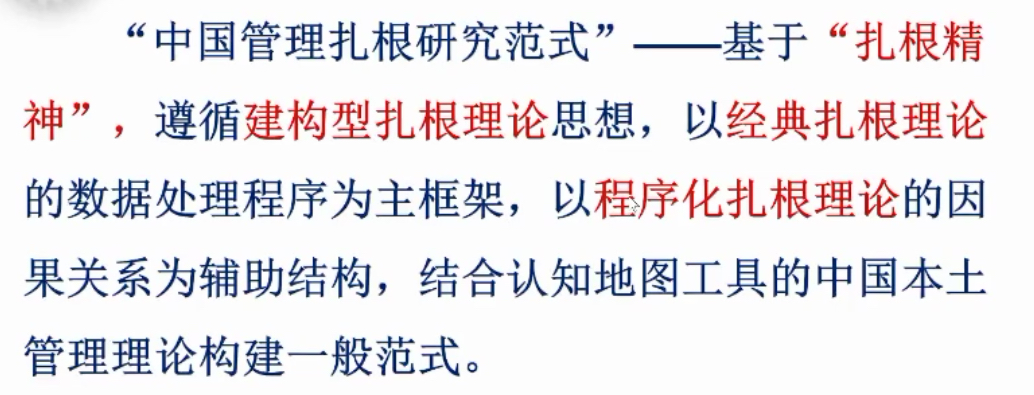 “中国管理扎根研究范式”——基于“扎根精
神”，遵循建构型扎根理论思想，以经典扎根理论
的数据处理程序为主框架，以程序化扎根理论的因
果关系为辅助结构，结合认知地图工具的中国本土
管理理论构建一般范式。